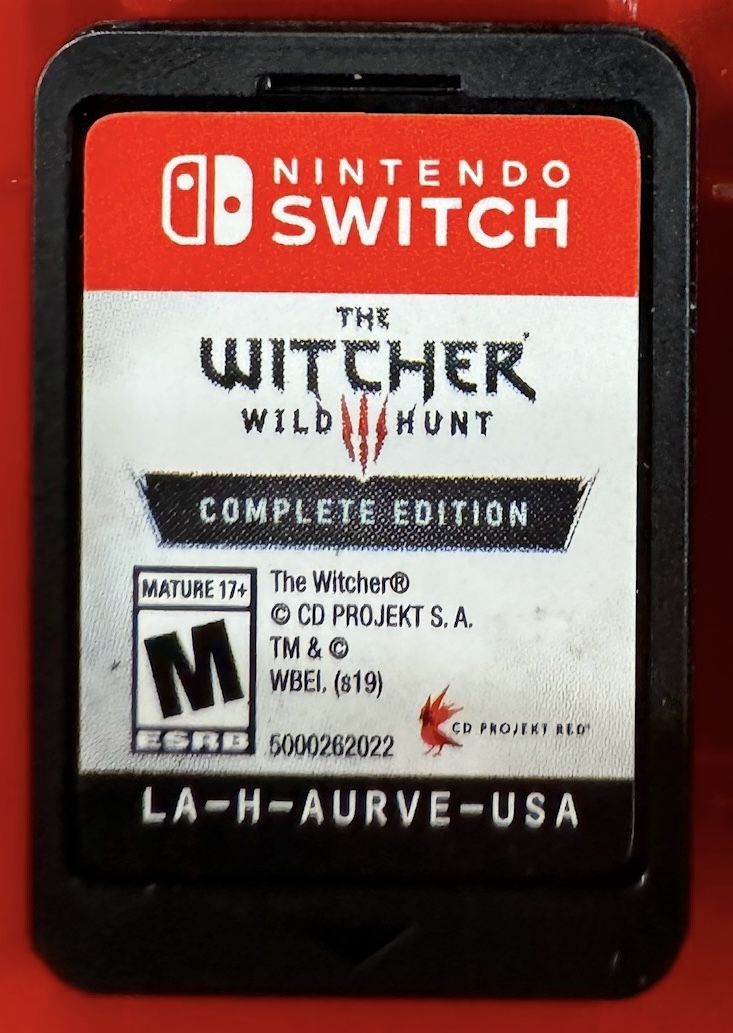 NINTENDO
SWITCH
THE
WITCHER
WILD HUNT
COMPLETE EDITION
MATURE 17+
M
ESRB
The Witcher®
© CD PROJEKT S. A.
TM & ©
WBEI. (s19)
5000262022
CD PROJEKT RED®
LA-H-AURVE-USA